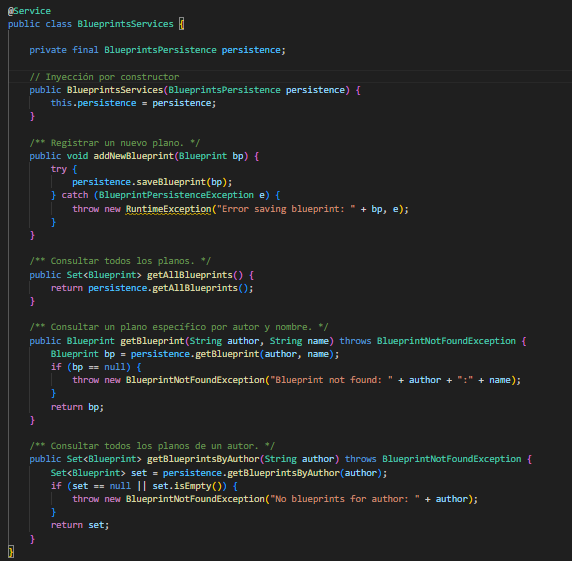 @Service
public class BlueprintsServices {
    private final BlueprintsPersistence persistence;
    // Inyección por constructor
    public BlueprintsServices(BlueprintsPersistence persistence) {
        this.persistence = persistence;
    }
    /** Registrar un nuevo plano. */
    public void addNewBlueprint(Blueprint bp) {
        try {
            persistence.saveBlueprint(bp);
        } catch (BlueprintPersistenceException e) {
            throw new RuntimeException("Error saving blueprint: " + bp, e);
        }
    }
    /** Consultar todos los planos. */
    public Set<Blueprint> getAllBlueprints() {
        return persistence.getAllBlueprints();
    }
    /** Consultar un plano específico por autor y nombre. */
    public Blueprint getBlueprint(String author, String name) throws BlueprintNotFoundException {
        Blueprint bp = persistence.getBlueprint(author, name);
        if (bp == null) {
            throw new BlueprintNotFoundException("Blueprint not found: " + author + ":" + name);
        }
        return bp;
    }
    /** Consultar todos los planos de un autor. */
    public Set<Blueprint> getBlueprintsByAuthor(String author) throws BlueprintNotFoundException {
        Set<Blueprint> set = persistence.getBlueprintsByAuthor(author);
        if (set == null || set.isEmpty()) {
            throw new BlueprintNotFoundException("No blueprints for author: " + author);
        }
        return set;
    }
}